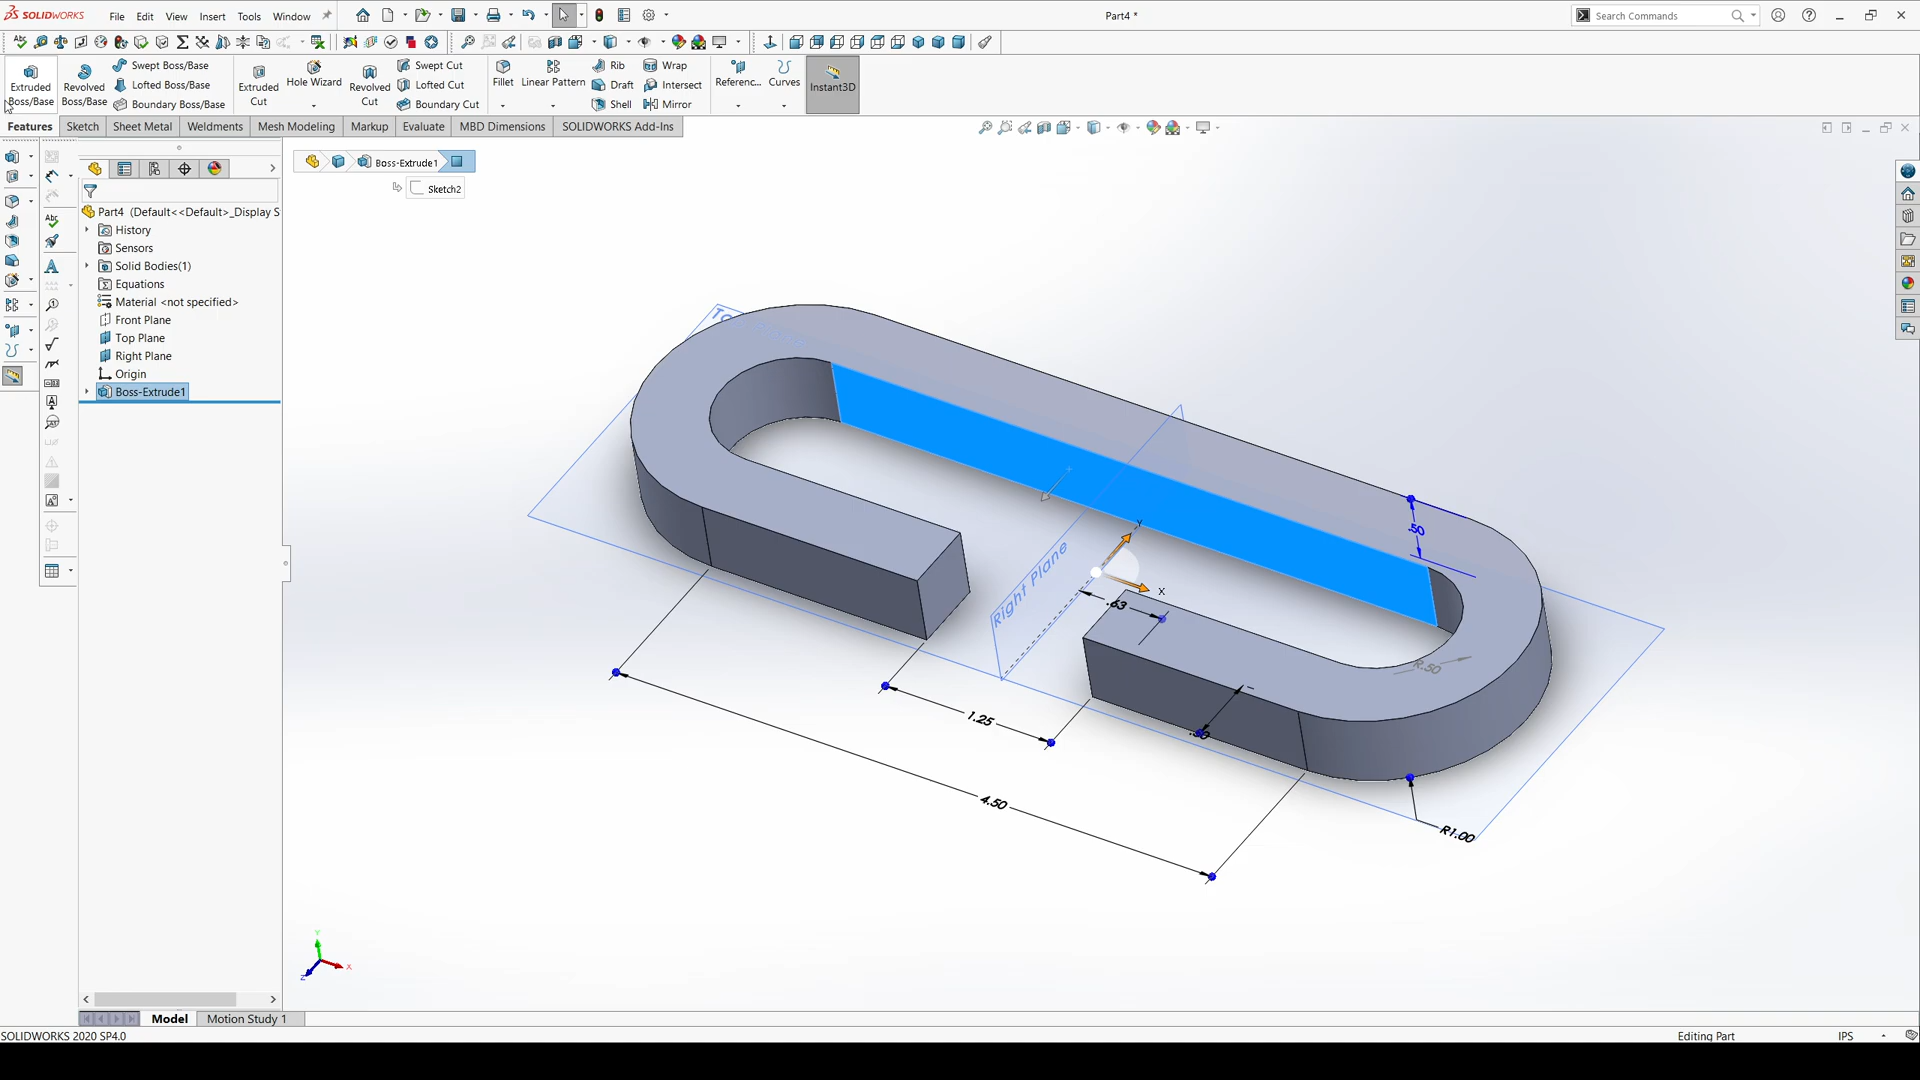 SOLIDWORKS File Edit View Insert Tools Window
Part4 *
Search Commands
Extruded Boss/Base
Revolved Boss/Base
Swept Boss/Base
Lofted Boss/Base
Boundary Boss/Base
Extruded Cut
Hole Wizard
Revolved Cut
Swept Cut
Lofted Cut
Boundary Cut
Fillet
Linear Pattern
Rib
Draft
Shell
Wrap
Intersect
Mirror
Referenc...
Curves
Instant3D
Features Sketch Sheet Metal Weldments Mesh Modeling Markup Evaluate MBD Dimensions SOLIDWORKS Add-Ins
Boss-Extrude1
Sketch2
Part4 (Default<<Default>_Display S
History
Sensors
Solid Bodies(1)
Equations
Material <not specified>
Front Plane
Top Plane
Right Plane
Origin
Boss-Extrude1
Right Plane
Y
X
.50
.63
R.50
1.25
4.50
R1.00
Y
X
Z
Model Motion Study 1
SOLIDWORKS 2020 SP4.0
Editing Part
IPS